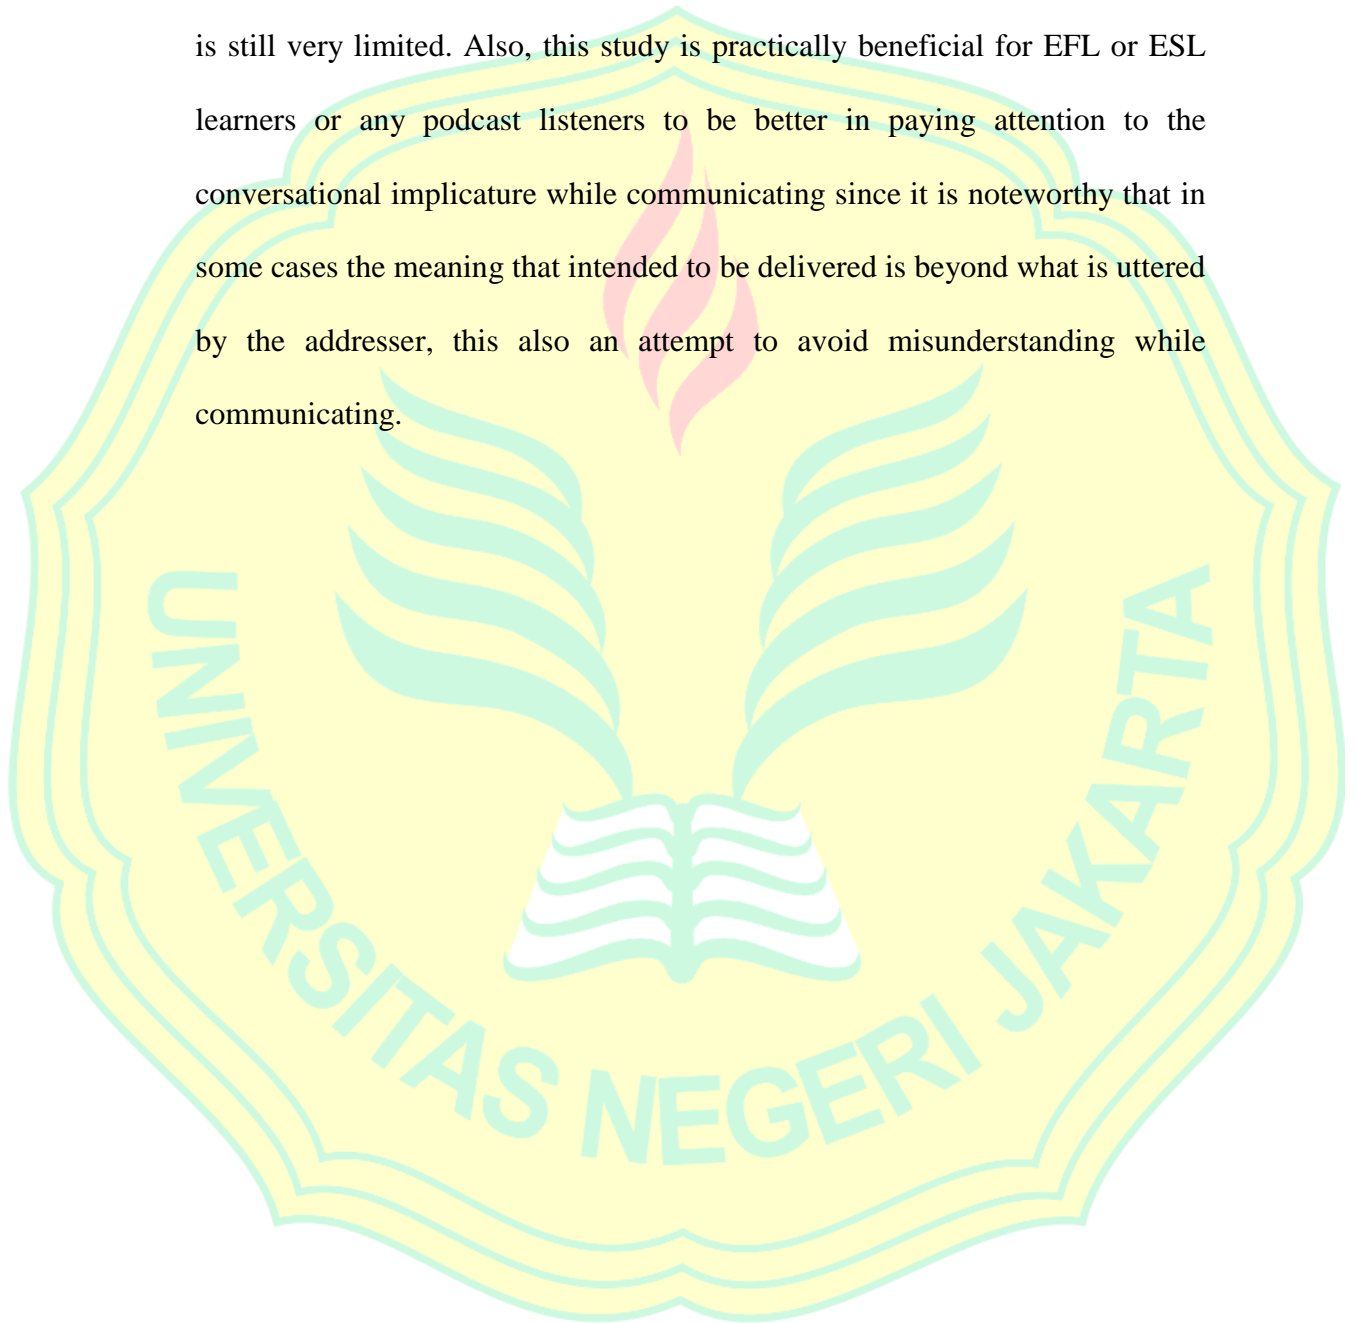 is still very limited. Also, this study is practically beneficial for EFL or ESL
learners or any podcast listeners to be better in paying attention to the
conversational implicature while communicating since it is noteworthy that in
some cases the meaning that intended to be delivered is beyond what is uttered
by the addresser, this also an attempt to avoid misunderstanding while
communicating.
UNIVERSITAS NEGERI JAKARTA